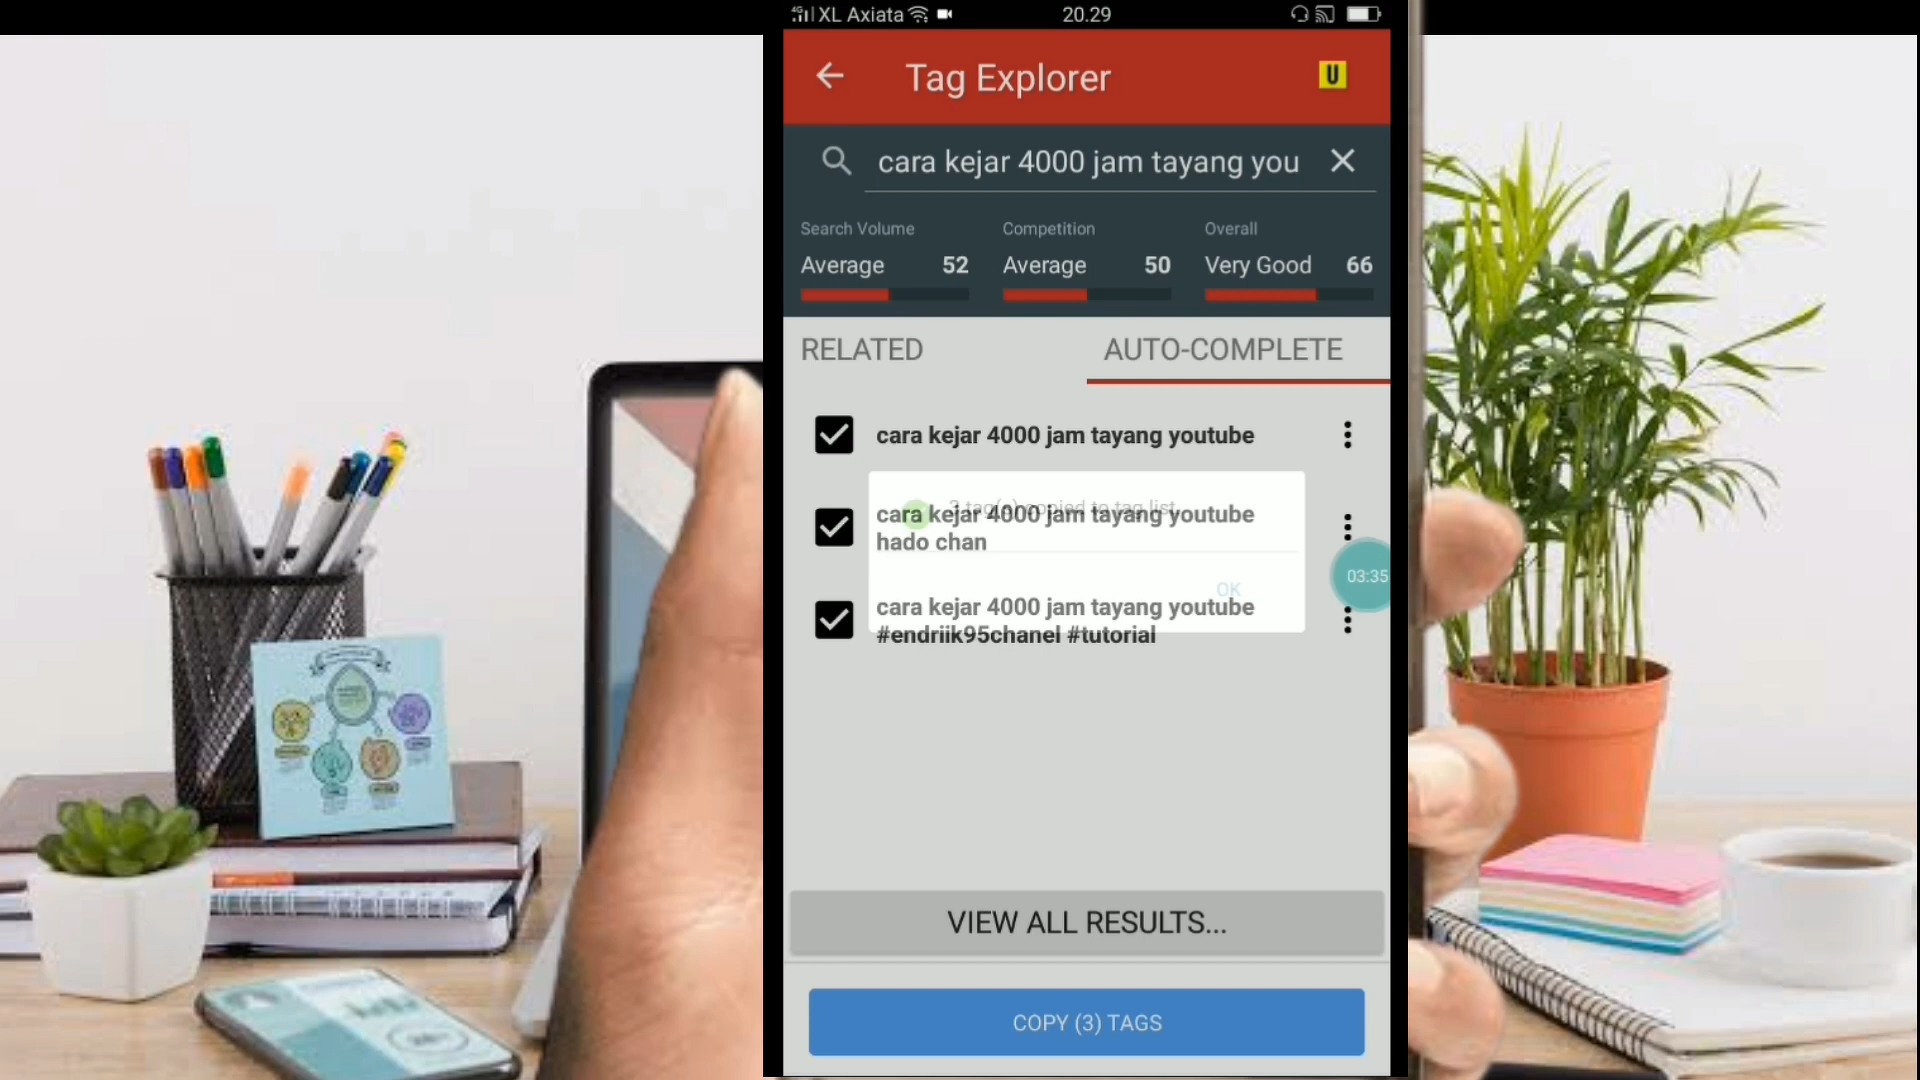 XL Axiata 20.29
Tag Explorer U
cara kejar 4000 jam tayang you
Search Volume Competition Overall
Average 52 Average 50 Very Good 66
RELATED AUTO-COMPLETE
cara kejar 4000 jam tayang youtube
3 tag(s) copied to tag list
cara kejar 4000 jam tayang youtube
hado chan
03:35
OK
cara kejar 4000 jam tayang youtube
#endriik95chanel #tutorial
VIEW ALL RESULTS...
COPY (3) TAGS